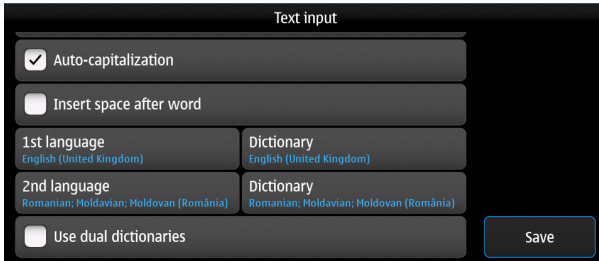 Text input
Auto-capitalization
Insert space after word
1st language
English (United Kingdom)
Dictionary
English (United Kingdom)
2nd language
Romanian; Moldavian; Moldovan (România)
Dictionary
Romanian; Moldavian; Moldovan (România)
Use dual dictionaries
Save